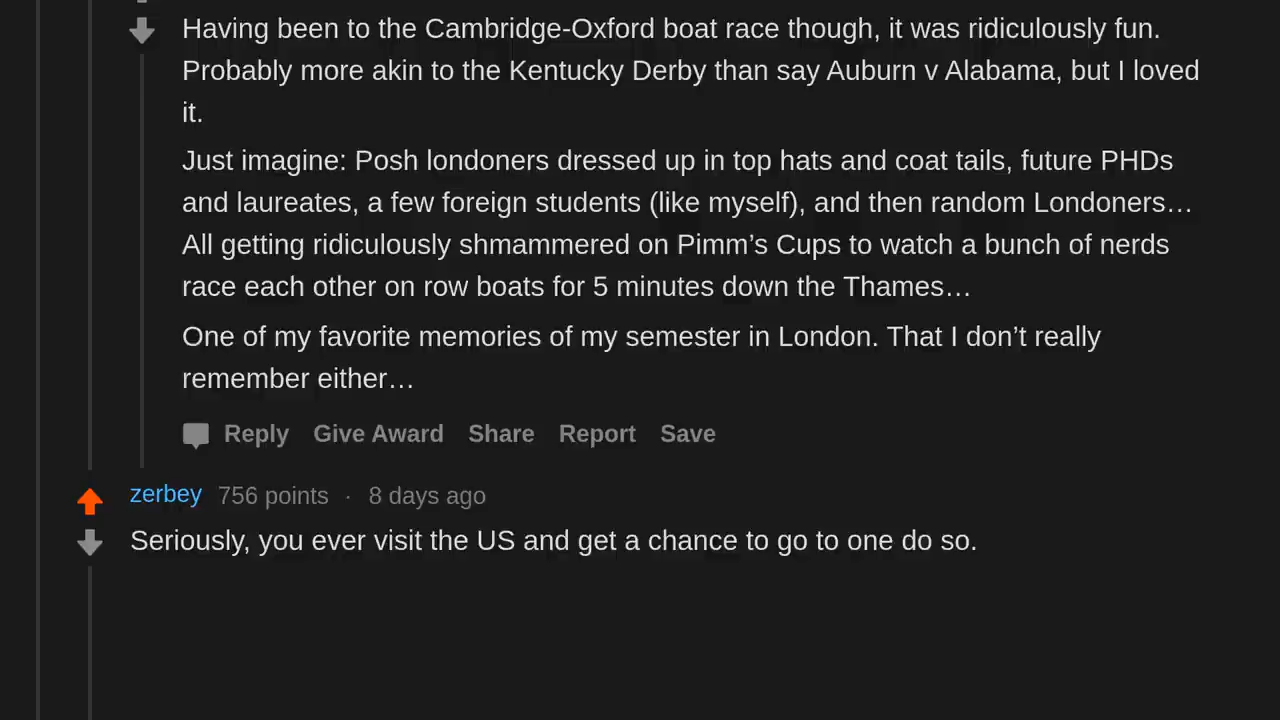 Having been to the Cambridge-Oxford boat race though, it was ridiculously fun.
Probably more akin to the Kentucky Derby than say Auburn v Alabama, but I loved
it.
Just imagine: Posh londoners dressed up in top hats and coat tails, future PHDs
and laureates, a few foreign students (like myself), and then random Londoners…
All getting ridiculously shmammered on Pimm’s Cups to watch a bunch of nerds
race each other on row boats for 5 minutes down the Thames…
One of my favorite memories of my semester in London. That I don’t really
remember either…
Reply Give Award Share Report Save
zerbey 756 points · 8 days ago
Seriously, you ever visit the US and get a chance to go to one do so.